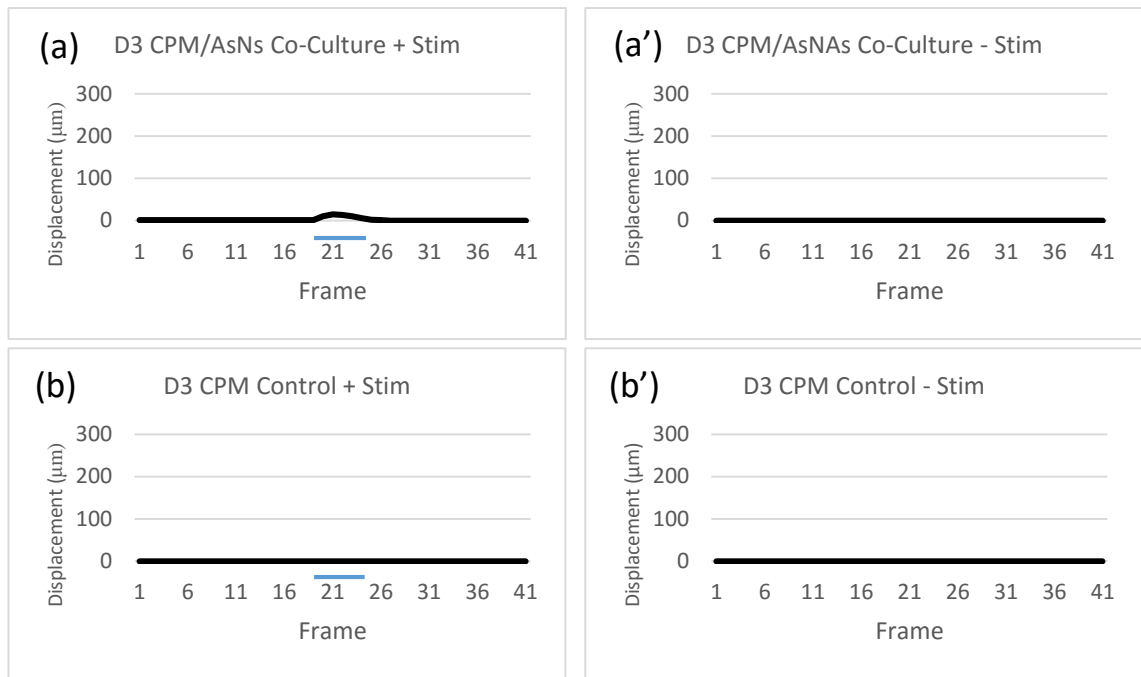 (a) D3 CPM/AsNs Co-Culture + Stim
Displacement (μm)
300
200
100
0
1 6 11 16 21 26 31 36 41
Frame
(a’) D3 CPM/AsNAs Co-Culture - Stim
Displacement (μm)
300
200
100
0
1 6 11 16 21 26 31 36 41
Frame
(b) D3 CPM Control + Stim
Displacement (μm)
300
200
100
0
1 6 11 16 21 26 31 36 41
Frame
(b’) D3 CPM Control - Stim
Displacement (μm)
300
200
100
0
1 6 11 16 21 26 31 36 41
Frame